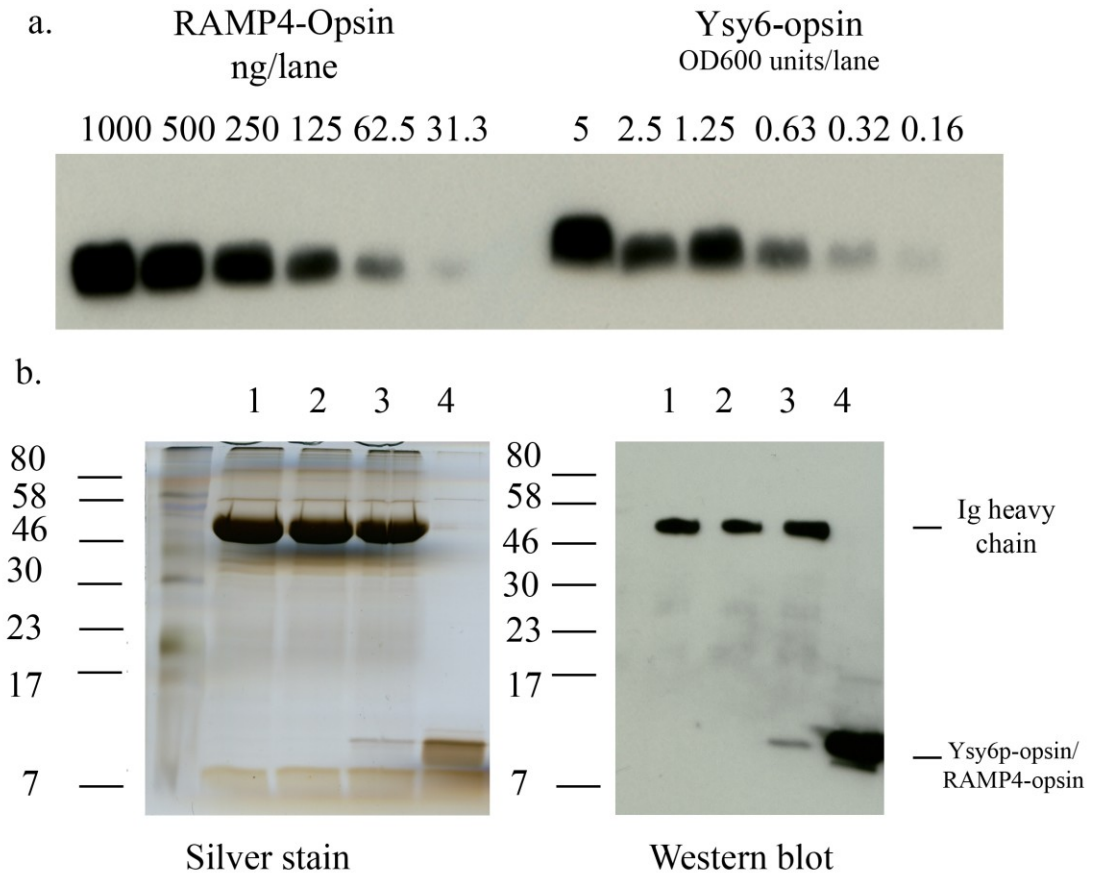 a.
RAMP4-Opsin
ng/lane
Ysy6-opsin
OD600 units/lane
1000 500 250 125 62.5 31.3
5 2.5 1.25 0.63 0.32 0.16
b.
1 2 3 4
1 2 3 4
80
58
46
30
23
17
7
80
58
46
30
23
17
7
Ig heavy
chain
Ysy6p-opsin/
RAMP4-opsin
Silver stain
Western blot